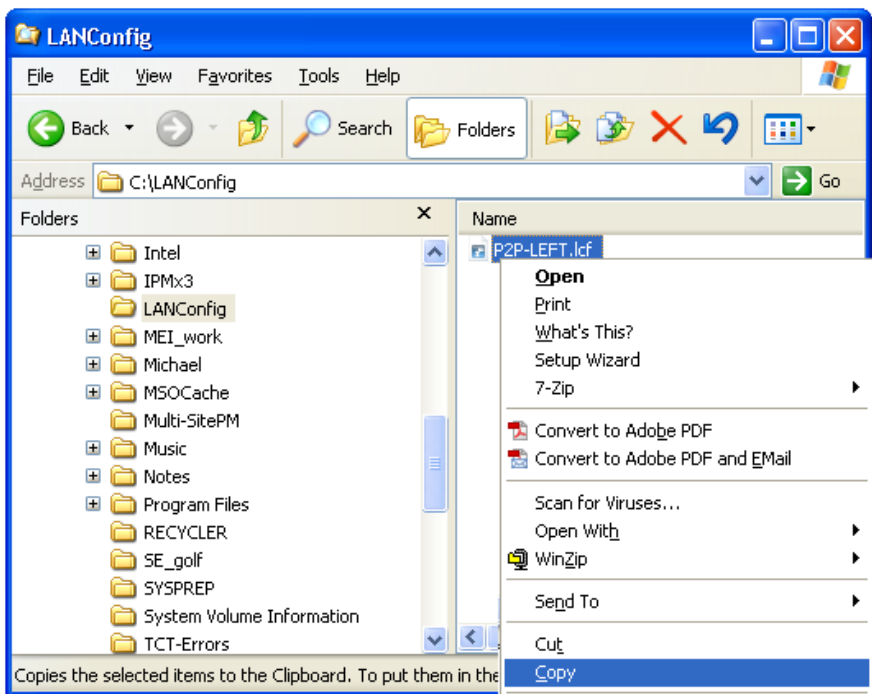 LANConfig
File Edit View Favorites Tools Help
Back Search Folders
Address C:\LANConfig Go
Folders x
Intel
IPMx3
LANConfig
MEI_work
Michael
MSOCache
Multi-SitePM
Music
Notes
Program Files
RECYCLER
SE_golf
SYSPREP
System Volume Information
TCT-Errors
Name
P2P-LEFT.lcf
Open
Print
What's This?
Setup Wizard
7-Zip
Convert to Adobe PDF
Convert to Adobe PDF and EMail
Scan for Viruses...
Open With
WinZip
Send To
Cut
Copy
Copies the selected items to the Clipboard. To put them in the